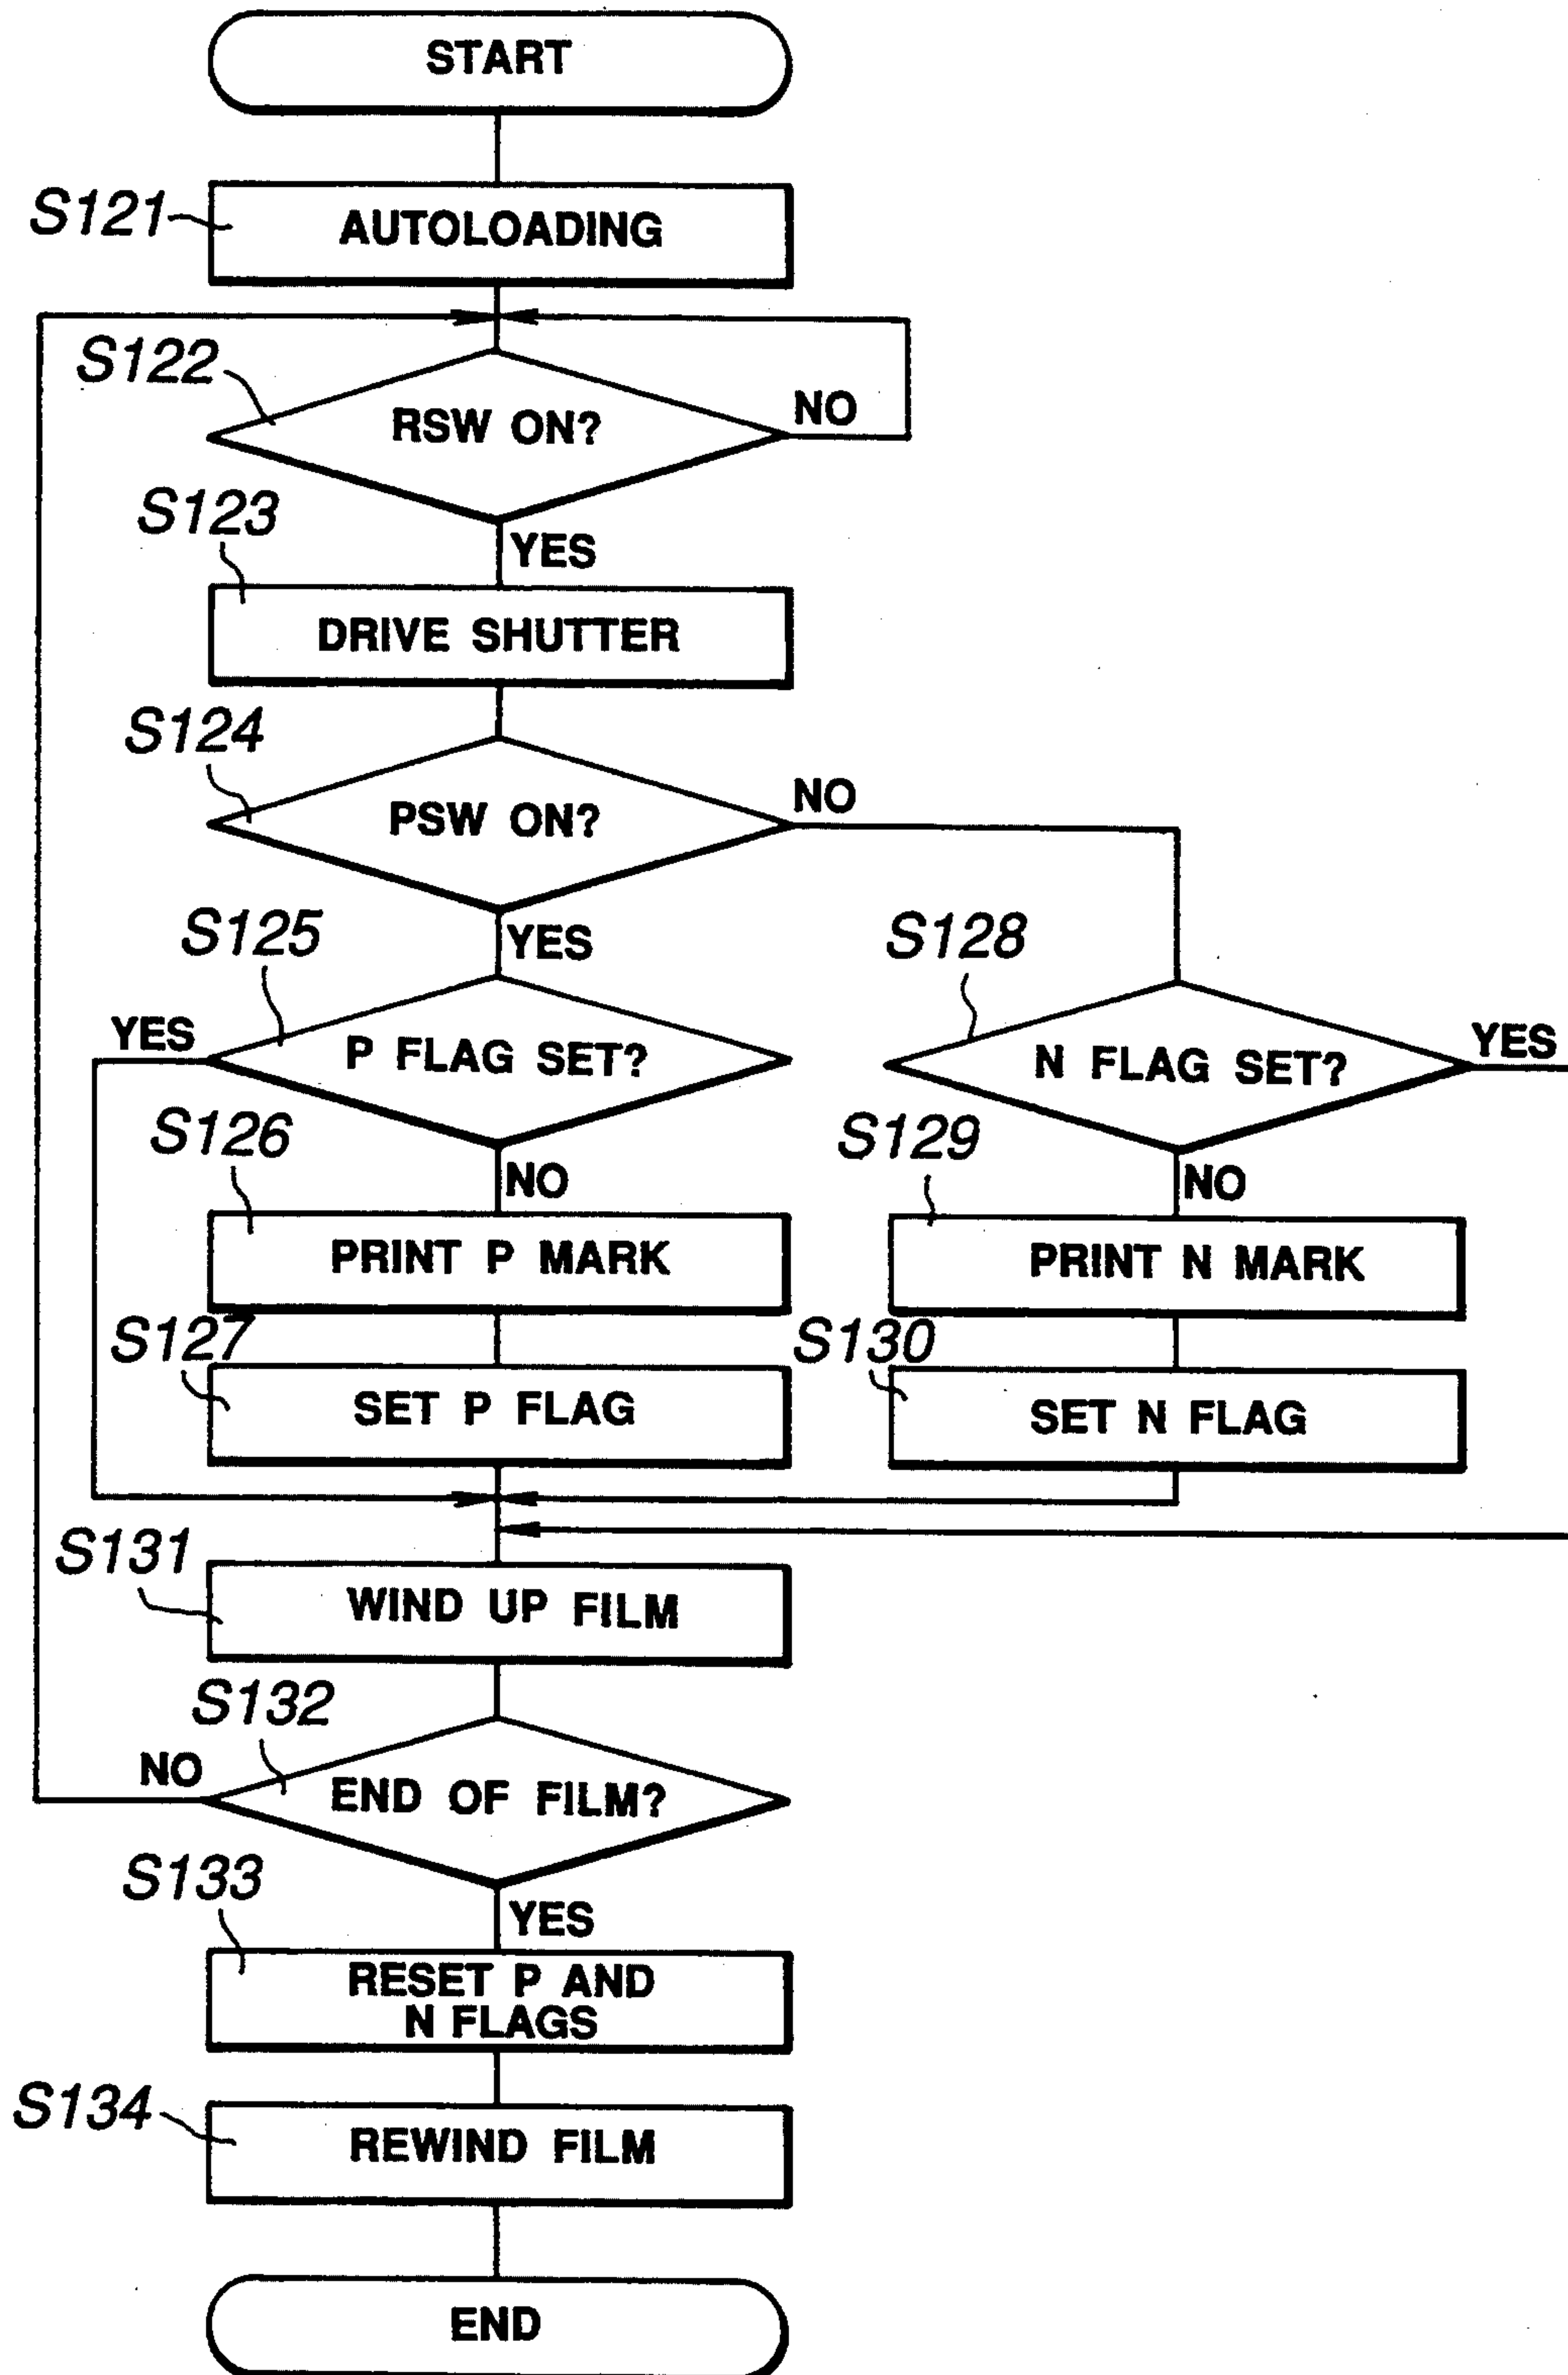 START
S121
AUTOLOADING
S122
RSW ON?
NO
S123
YES
DRIVE SHUTTER
S124
PSW ON?
NO
S125
YES
S128
YES
P FLAG SET?
N FLAG SET?
YES
S126
NO
S129
NO
PRINT P MARK
PRINT N MARK
S127
S130
SET P FLAG
SET N FLAG
S131
WIND UP FILM
S132
NO
END OF FILM?
S133
YES
RESET P AND
N FLAGS
S134
REWIND FILM
END